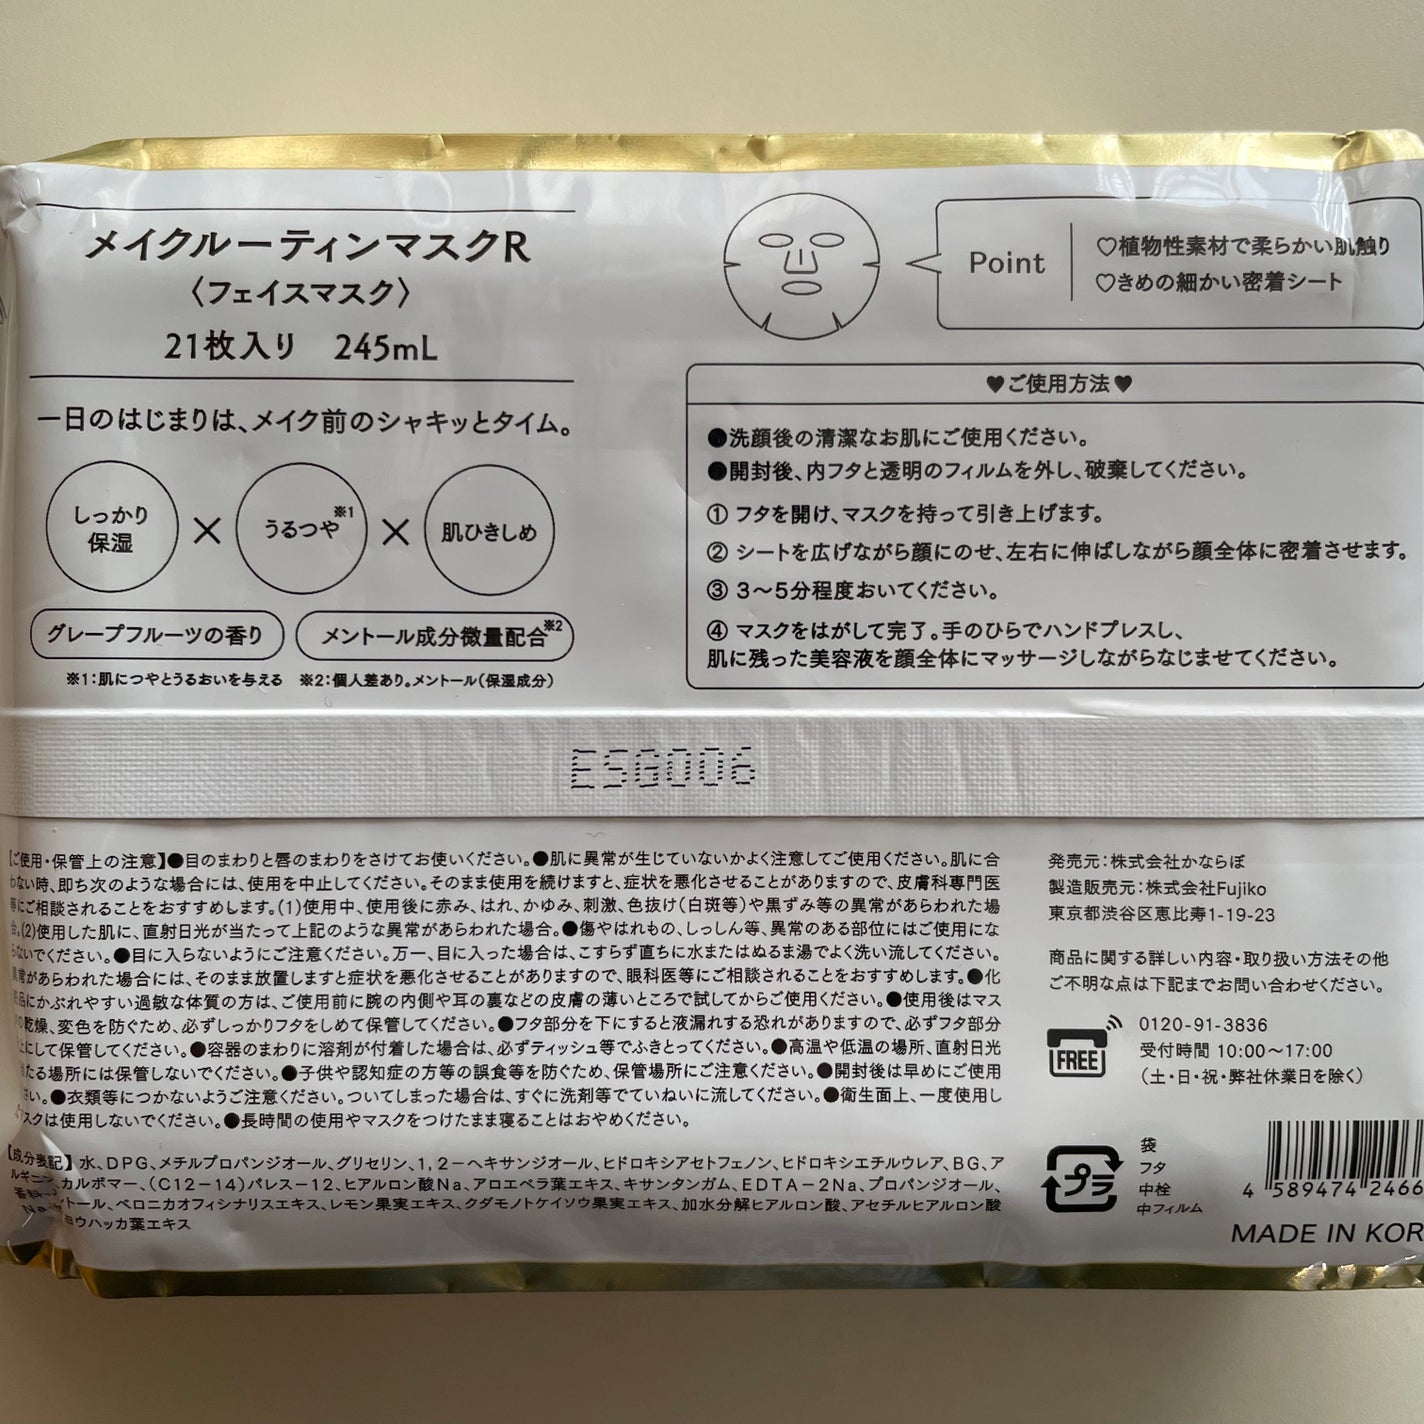 メイクルーティンマスクR
〈フェイスマスク〉
21枚入り 245mL
一日のはじまりは、メイク前のシャキッとタイム。
しっかり
保湿
×
うるつや※1
×
肌ひきしめ
グレープフルーツの香り
メントール成分微量配合※2
※1:肌につやとうるおいを与える ※2:個人差あり。メントール(保湿成分)
Point
♡植物性素材で柔らかい肌触り
♡きめの細かい密着シート
♥ご使用方法♥
●洗顔後の清潔なお肌にご使用ください。
●開封後、内フタと透明のフィルムを外し、破棄してください。
① フタを開け、マスクを持って引き上げます。
② シートを広げながら顔にのせ、左右に伸ばしながら顔全体に密着させます。
③ 3〜5分程度おいてください。
④ マスクをはがして完了。手のひらでハンドプレスし、
肌に残った美容液を顔全体にマッサージしながらなじませてください。
ESG006
【ご使用・保管上の注意】●目のまわりと唇のまわりをさけてお使いください。●肌に異常が生じていないかよく注意してご使用ください。肌に合
わない時、即ち次のような場合には、使用を中止してください。そのまま使用を続けますと、症状を悪化させることがありますので、皮膚科専門医
等にご相談されることをおすすめします。(1)使用中、使用後に赤み、はれ、かゆみ、刺激、色抜け(白斑等)や黒ずみ等の異常があらわれた場
合。(2)使用した肌に、直射日光が当たって上記のような異常があらわれた場合。●傷やはれもの、しっしん等、異常のある部位にはご使用にな
らないでください。●目に入らないようにご注意ください。万一、目に入った場合は、こすらず直ちに水またはぬるま湯でよく洗い流してください。
異常があらわれた場合には、そのまま放置しますと症状を悪化させることがありますので、眼科医等にご相談されることをおすすめします。●化
粧品にかぶれやすい過敏な体質の方は、ご使用前に腕の内側や耳の裏などの皮膚の薄いところで試してからご使用ください。●使用後はマス
クの乾燥、変色を防ぐため、必ずしっかりフタをしめて保管してください。●フタ部分を下にすると液漏れする恐れがありますので、必ずフタ部分
上にして保管してください。●容器のまわりに溶剤が付着した場合は、必ずティッシュ等でふきとってください。●高温や低温の場所、直射日光
たる場所には保管しないでください。●子供や認知症の方等の誤食等を防ぐため、保管場所にご注意ください。●開封後は早めにご使用
さい。●衣類等につかないようご注意ください。ついてしまった場合は、すぐに洗剤等でていねいに流してください。●衛生面上、一度使用し
マスクは使用しないでください。●長時間の使用やマスクをつけたまま寝ることはおやめください。
【成分表記】水、DPG、メチルプロパンジオール、グリセリン、1,2-ヘキサンジオール、ヒドロキシアセトフェノン、ヒドロキシエチルウレア、BG、ア
ルギニン、カルボマー、(C12-14)パレス-12、ヒアルロン酸Na、アロエベラ葉エキス、キサンタンガム、EDTA-2Na、プロパンジオール、
香料、トール、ベロニカオフィシナリスエキス、レモン果実エキス、クダモノトケイソウ果実エキス、加水分解ヒアルロン酸、アセチルヒアルロン酸
Na、ヨウハッカ葉エキス
発売元:株式会社かならぼ
製造販売元:株式会社Fujiko
東京都渋谷区恵比寿1-19-23
商品に関する詳しい内容・取り扱い方法その他
ご不明な点は下記までお問い合わせください。
FREE
0120-91-3836
受付時間 10:00〜17:00
(土・日・祝・弊社休業日を除く)
プラ
袋
フタ
中栓
中フィルム
4 589474 2466
MADE IN KOR